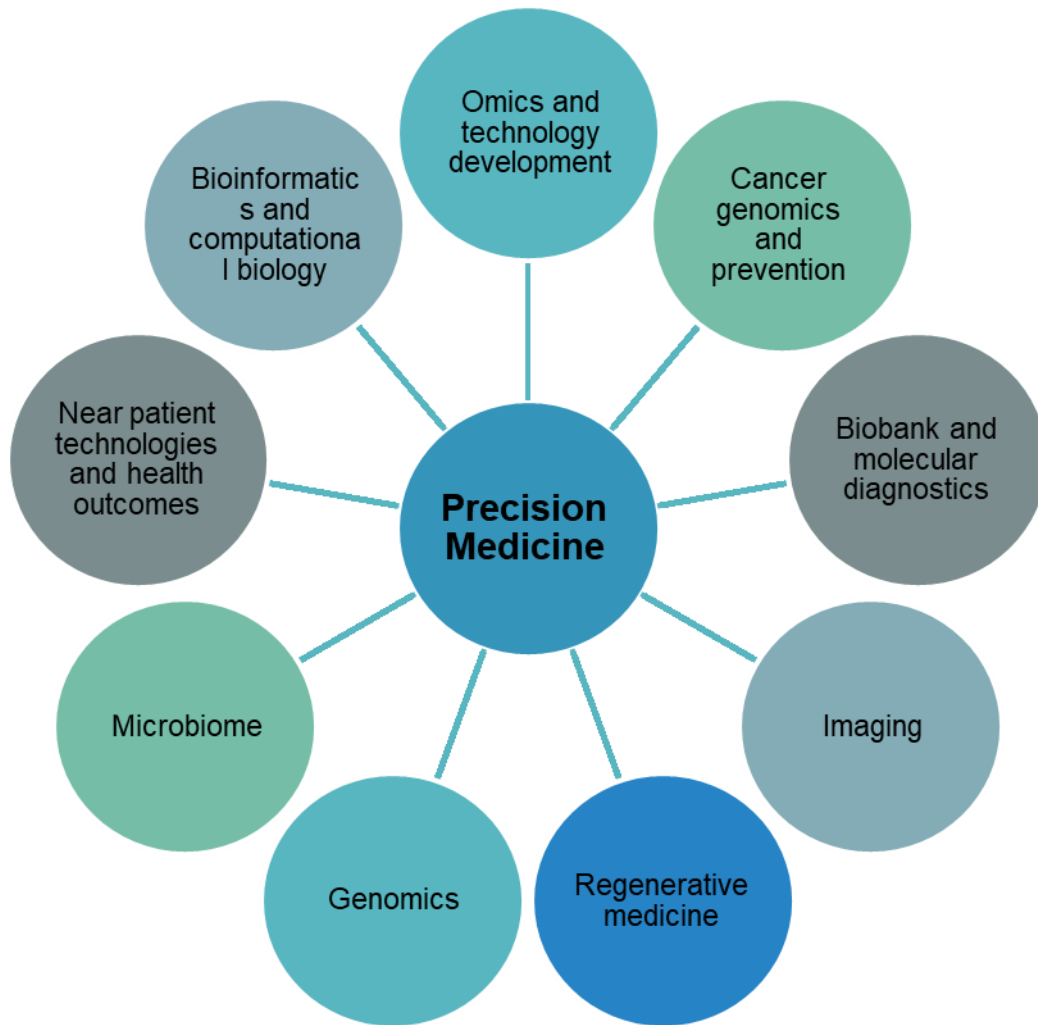 Omics and
technology
development
Cancer
genomics
and
prevention
Biobank and
molecular
diagnostics
Imaging
Regenerative
medicine
Genomics
Microbiome
Near patient
technologies
and health
outcomes
Bioinformatic
s and
computationa
l biology
Precision
Medicine